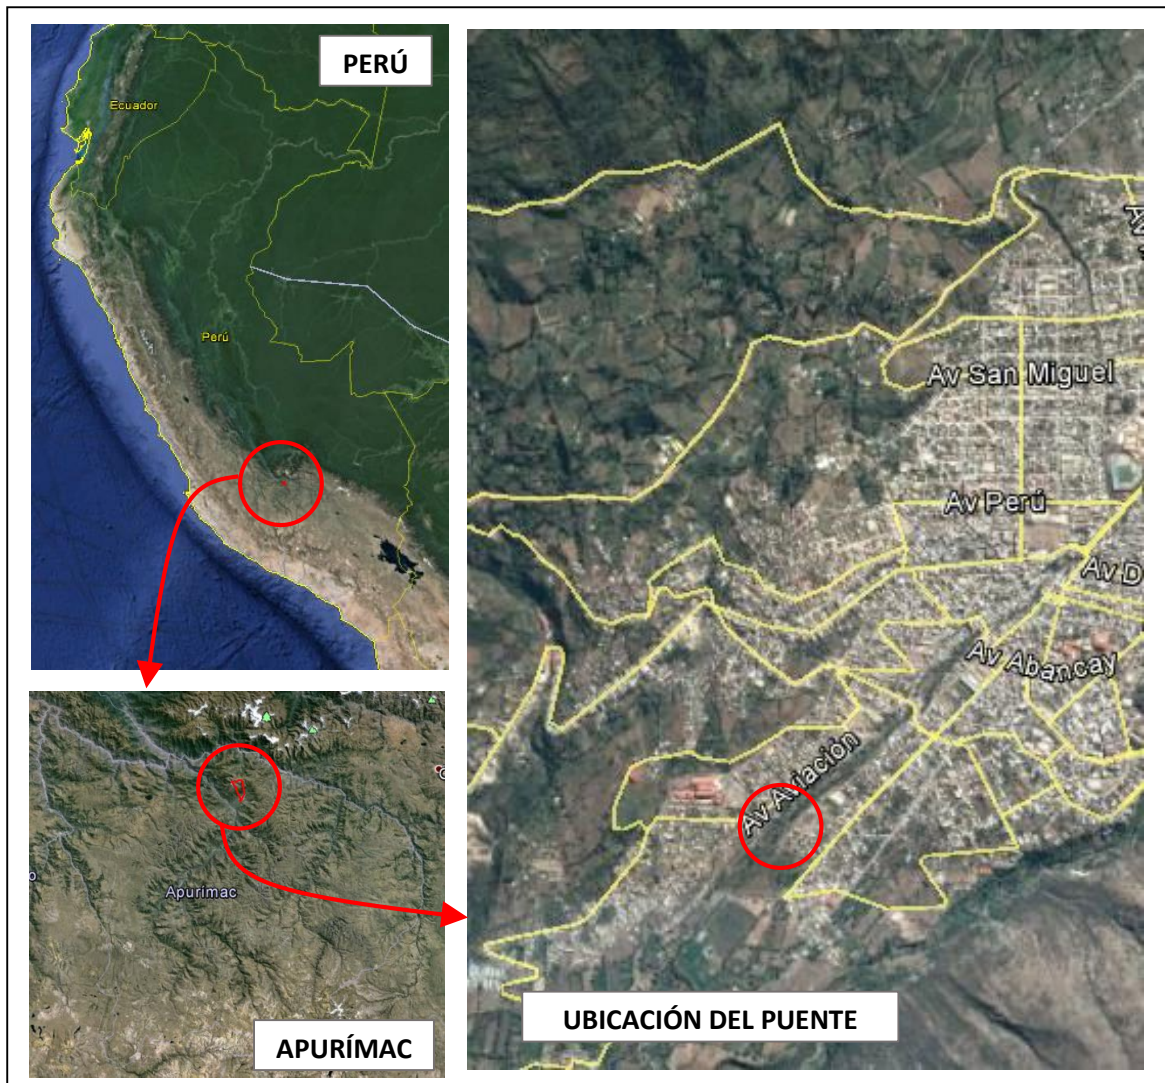 PERÚ
Ecuador
Perú
Apurímac
APURÍMAC
Av San Miguel
Av Perú
Av D
Av Abancay
Av Aviación
UBICACIÓN DEL PUENTE